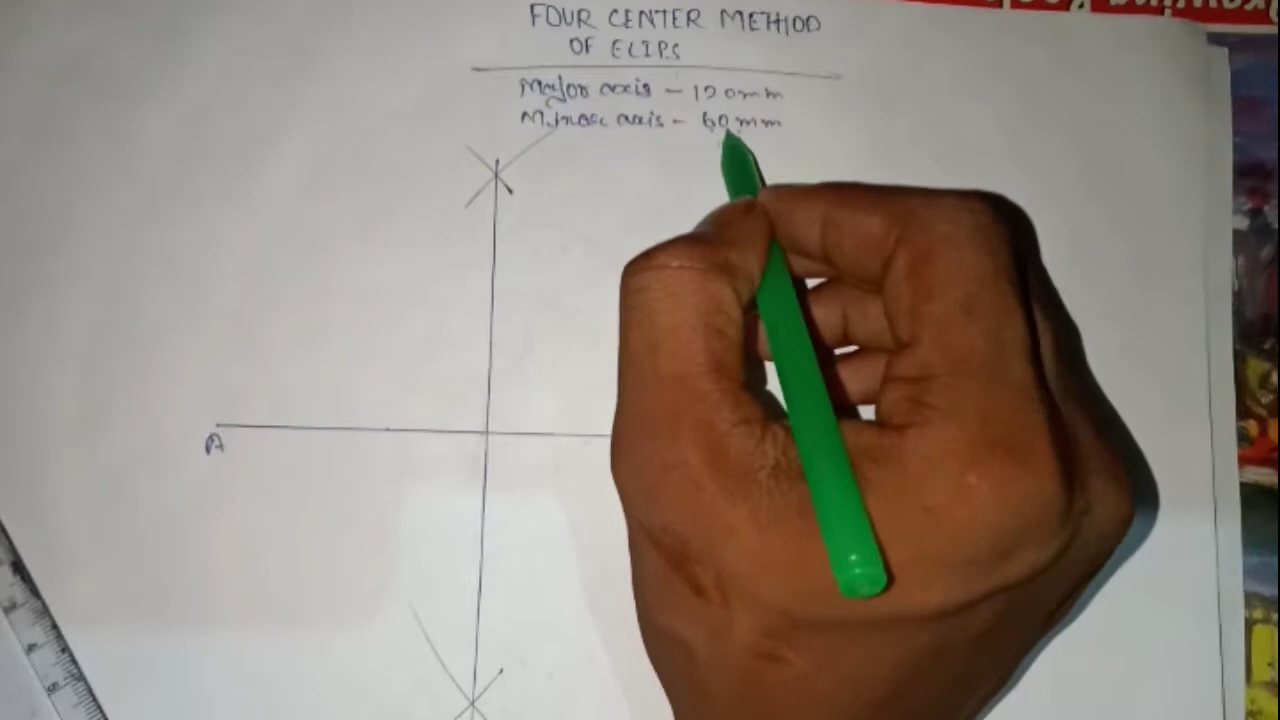 FOUR CENTER METHOD
OF ELIPS
Major axis - 120mm
Minor axis - 60mm
A